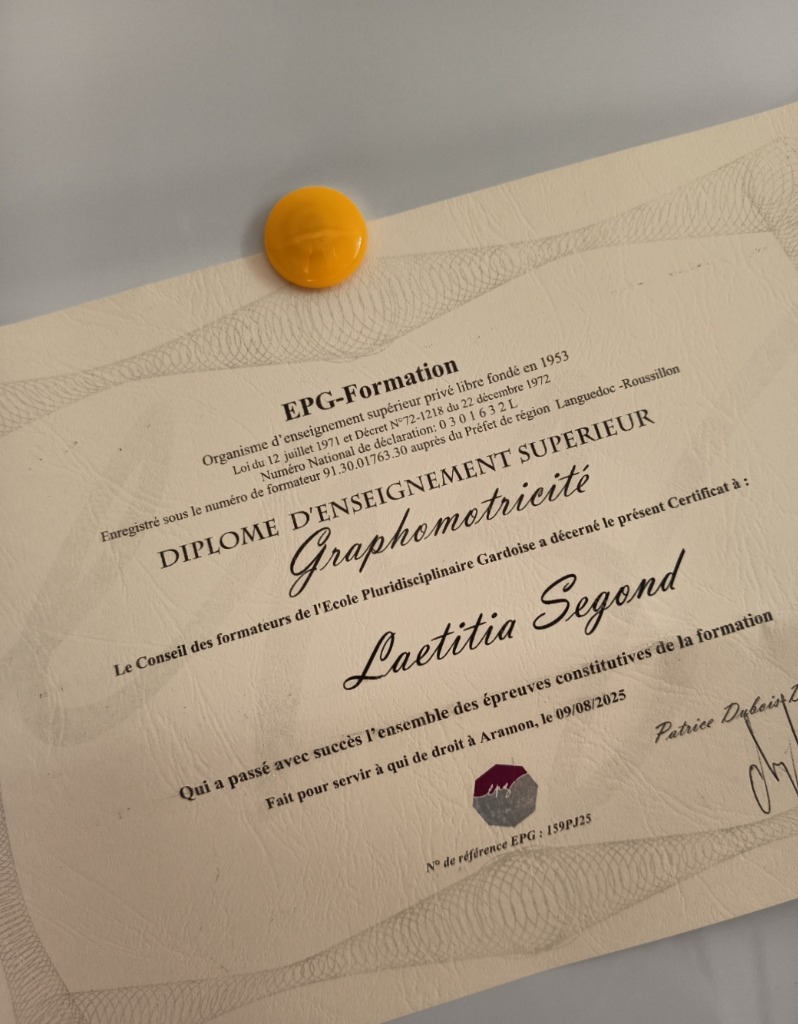 EPG-Formation
Organisme d'enseignement supérieur privé libre fondé en 1953
Loi du 12 juillet 1971 et Décret N°72-1218 du 22 décembre 1972
Numéro National de déclaration: 0 3 0 1 6 3 2 L
Enregistré sous le numéro de formateur 91.30.01763.30 auprès du Préfet de région Languedoc -Roussillon
DIPLOME D'ENSEIGNEMENT SUPERIEUR
Graphomotricité
Le Conseil des formateurs de l'Ecole Pluridisciplinaire Gardoise a décerné le présent Certificat à :
Laetitia Segond
Qui a passé avec succès l'ensemble des épreuves constitutives de la formation
Fait pour servir à qui de droit à Aramon, le 09/08/2025
Patrice Dubois
epg
N° de référence EPG : 159PJ25